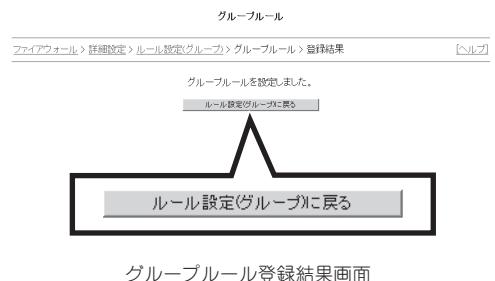 グループルール
ファイアウォール > 詳細設定 > ルール設定(グループ) > グループルール > 登録結果 [ヘルプ]
グループルールを設定しました。
ルール設定(グループ)に戻る
ルール設定(グループ)に戻る
グループルール登録結果画面